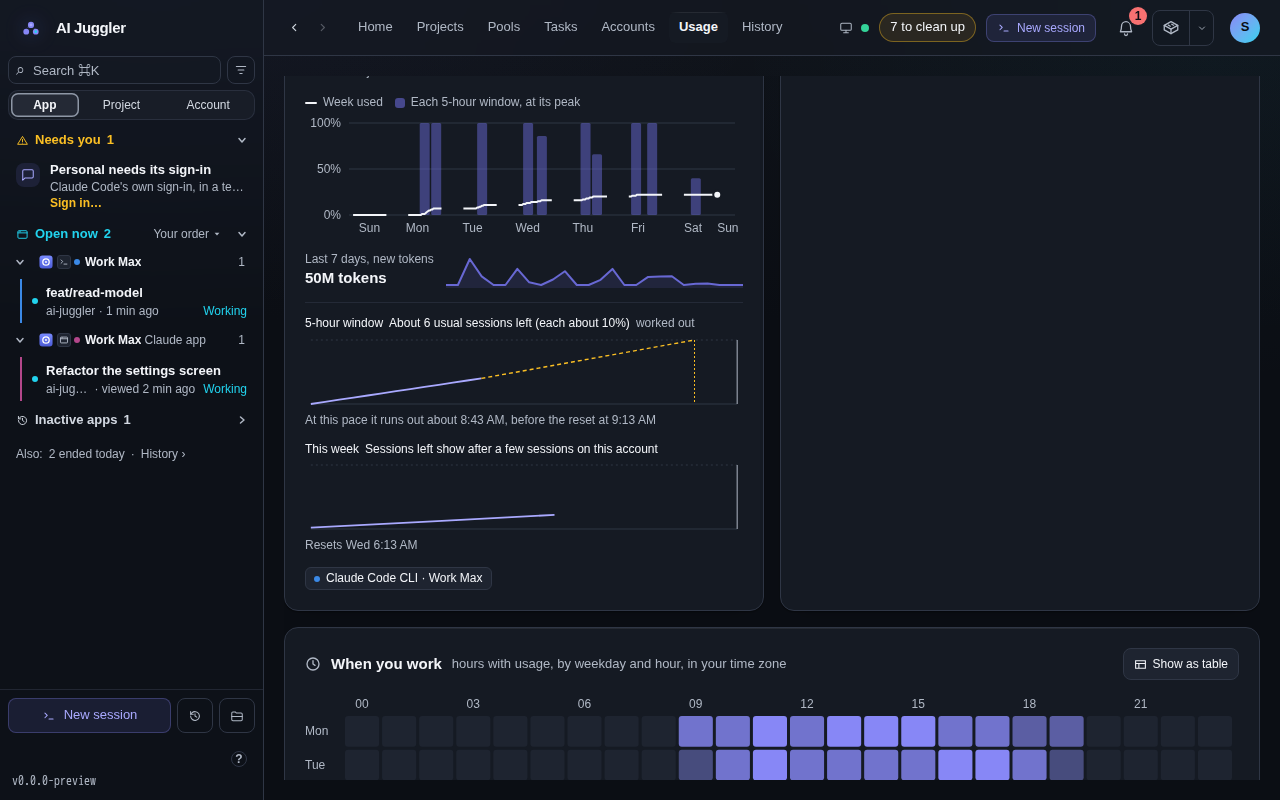 AI Juggler
Search ⌘K
App
Project
Account
Needs you 1
Personal needs its sign-in
Claude Code's own sign-in, in a te…
Sign in…
Open now 2
Your order
Work Max
1
feat/read-model
ai-juggler · 1 min ago
Working
Work Max Claude app
1
Refactor the settings screen
ai-jug… · viewed 2 min ago
Working
Inactive apps 1
Also: 2 ended today · History ›
New session
?
v0.0.0-preview
Home
Projects
Pools
Tasks
Accounts
Usage
History
7 to clean up
New session
1
S
Week used
Each 5-hour window, at its peak
100%
50%
0%
Sun Mon Tue Wed Thu Fri Sat Sun
Last 7 days, new tokens
50M tokens
5-hour window About 6 usual sessions left (each about 10%) worked out
At this pace it runs out about 8:43 AM, before the reset at 9:13 AM
This week Sessions left show after a few sessions on this account
Resets Wed 6:13 AM
Claude Code CLI · Work Max
When you work hours with usage, by weekday and hour, in your time zone
Show as table
00 03 06 09 12 15 18 21
Mon
Tue